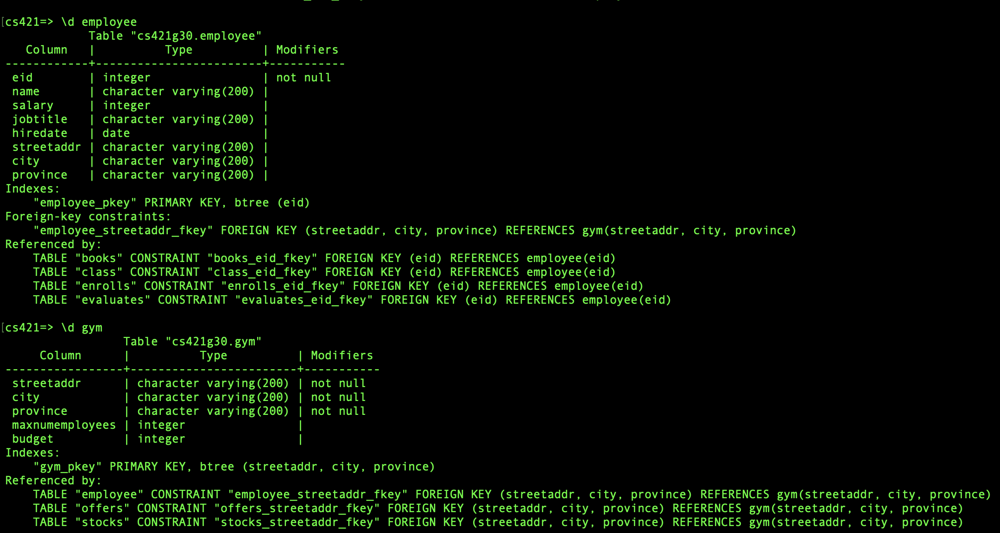 [cs421=> \d employee
Table "cs421g30.employee"
Column | Type | Modifiers
------------+------------------------+-----------
eid | integer | not null
name | character varying(200) |
salary | integer |
jobtitle | character varying(200) |
hiredate | date |
streetaddr | character varying(200) |
city | character varying(200) |
province | character varying(200) |
Indexes:
"employee_pkey" PRIMARY KEY, btree (eid)
Foreign-key constraints:
"employee_streetaddr_fkey" FOREIGN KEY (streetaddr, city, province) REFERENCES gym(streetaddr, city, province)
Referenced by:
TABLE "books" CONSTRAINT "books_eid_fkey" FOREIGN KEY (eid) REFERENCES employee(eid)
TABLE "class" CONSTRAINT "class_eid_fkey" FOREIGN KEY (eid) REFERENCES employee(eid)
TABLE "enrolls" CONSTRAINT "enrolls_eid_fkey" FOREIGN KEY (eid) REFERENCES employee(eid)
TABLE "evaluates" CONSTRAINT "evaluates_eid_fkey" FOREIGN KEY (eid) REFERENCES employee(eid)
[cs421=> \d gym
Table "cs421g30.gym"
Column | Type | Modifiers
-----------------+------------------------+-----------
streetaddr | character varying(200) | not null
city | character varying(200) | not null
province | character varying(200) | not null
maxnumemployees | integer |
budget | integer |
Indexes:
"gym_pkey" PRIMARY KEY, btree (streetaddr, city, province)
Referenced by:
TABLE "employee" CONSTRAINT "employee_streetaddr_fkey" FOREIGN KEY (streetaddr, city, province) REFERENCES gym(streetaddr, city, province)
TABLE "offers" CONSTRAINT "offers_streetaddr_fkey" FOREIGN KEY (streetaddr, city, province) REFERENCES gym(streetaddr, city, province)
TABLE "stocks" CONSTRAINT "stocks_streetaddr_fkey" FOREIGN KEY (streetaddr, city, province) REFERENCES gym(streetaddr, city, province)